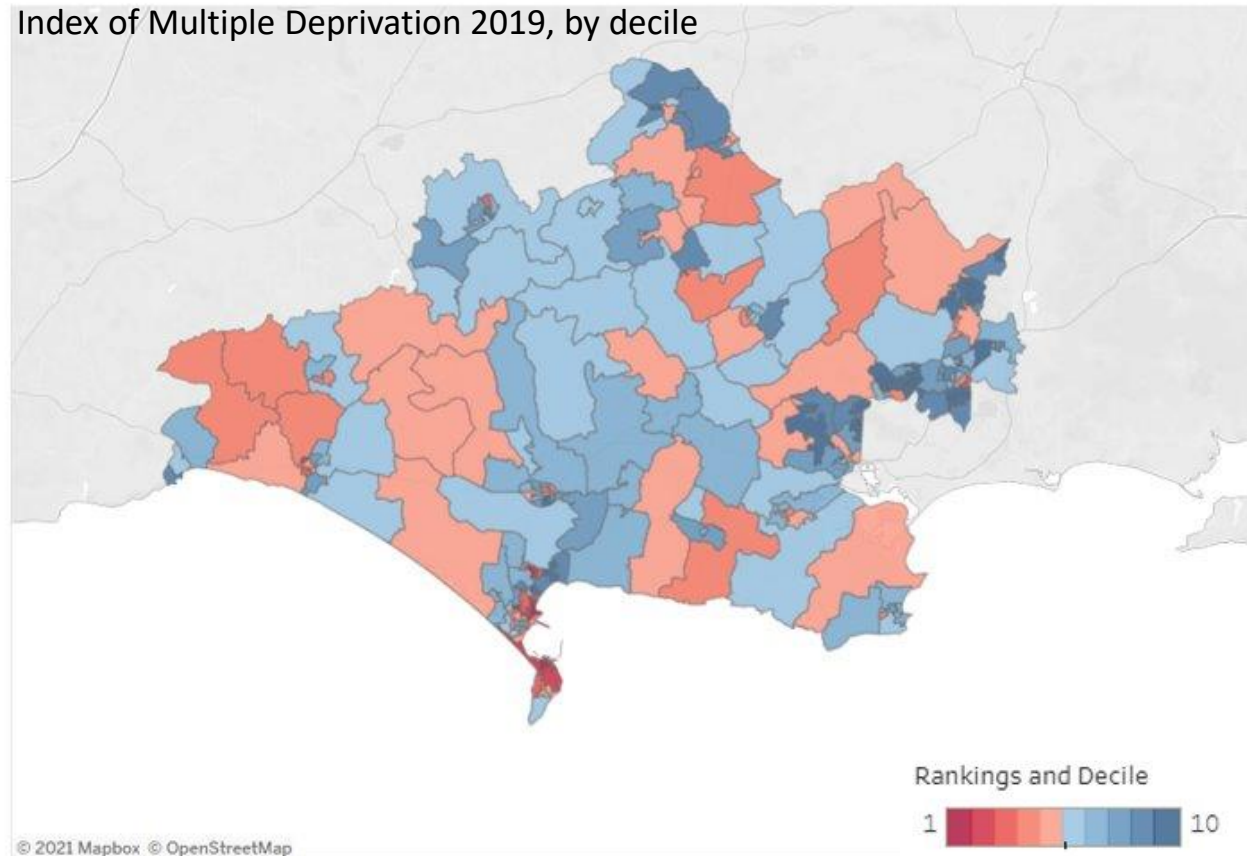 Index of Multiple Deprivation 2019, by decile
Rankings and Decile
1 10
© 2021 Mapbox © OpenStreetMap